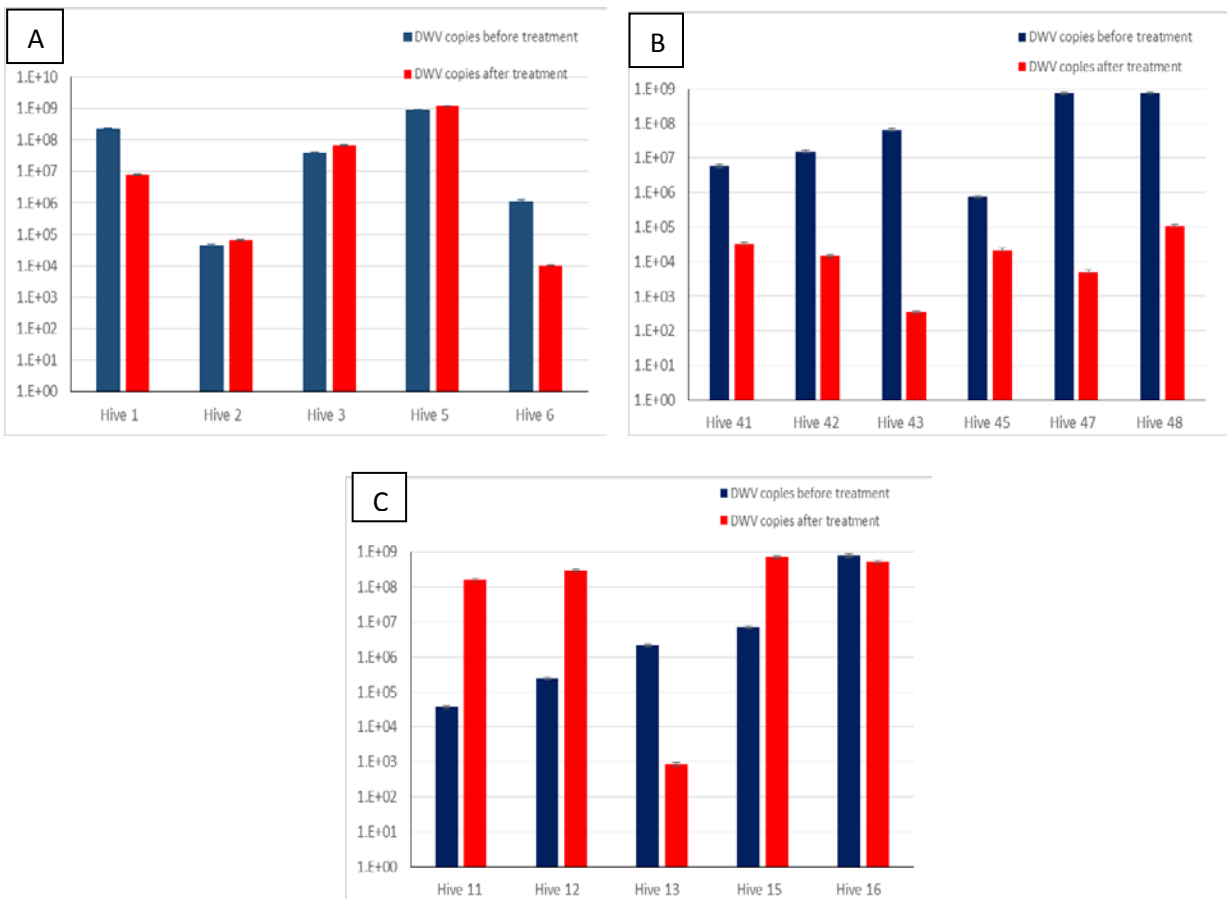 A
DWV copies before treatment
DWV copies after treatment
1.E+10
1.E+09
1.E+08
1.E+07
1.E+06
1.E+05
1.E+04
1.E+03
1.E+02
1.E+01
1.E+00
Hive 1 Hive 2 Hive 3 Hive 5 Hive 6
B
DWV copies before treatment
DWV copies after treatment
1.E+09
1.E+08
1.E+07
1.E+06
1.E+05
1.E+04
1.E+03
1.E+02
1.E+01
1.E+00
Hive 41 Hive 42 Hive 43 Hive 45 Hive 47 Hive 48
C
DWV copies before treatment
DWV copies after treatment
1.E+09
1.E+08
1.E+07
1.E+06
1.E+05
1.E+04
1.E+03
1.E+02
1.E+01
1.E+00
Hive 11 Hive 12 Hive 13 Hive 15 Hive 16